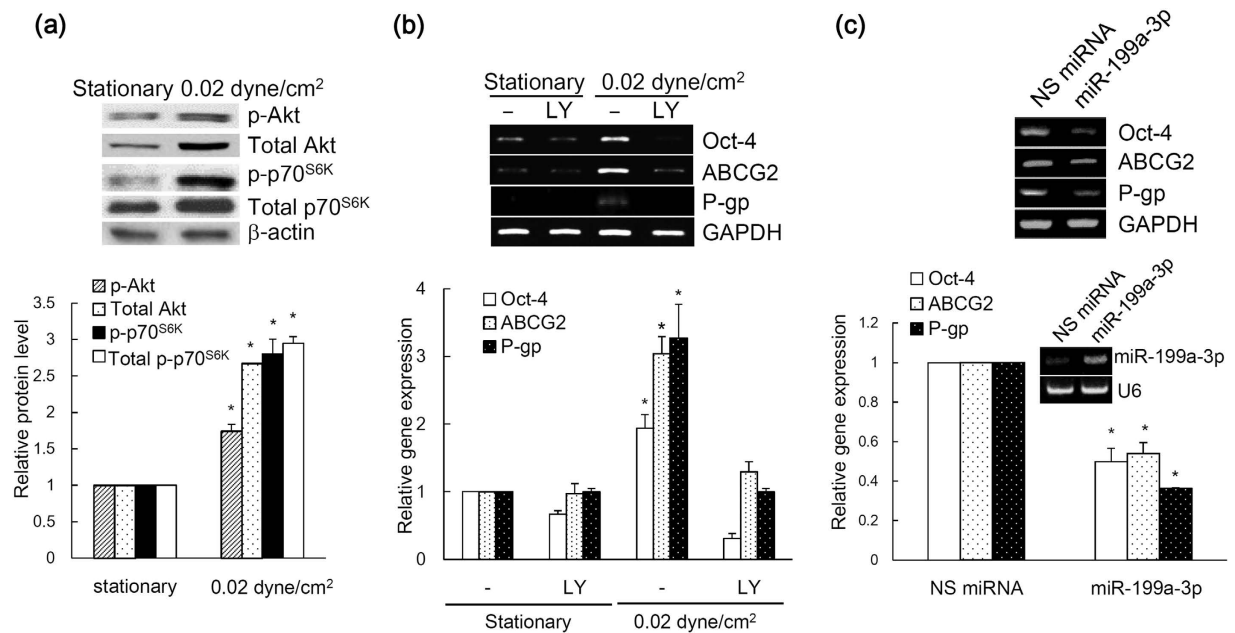 (a)
Stationary 0.02 dyne/cm²
p-Akt
Total Akt
p-p70ˢ⁶ᴷ
Total p70ˢ⁶ᴷ
β-actin
p-Akt
Total Akt
p-p70ˢ⁶ᴷ
Total p-p70ˢ⁶ᴷ
Relative protein level
3.5
3
2.5
2
1.5
1
0.5
0
* * * *
stationary 0.02 dyne/cm²
(b)
Stationary 0.02 dyne/cm²
– LY – LY
Oct-4
ABCG2
P-gp
GAPDH
Oct-4
ABCG2
P-gp
Relative gene expression
4
3
2
1
0
* * *
- LY - LY
Stationary 0.02 dyne/cm²
(c)
NS miRNA
miR-199a-3p
Oct-4
ABCG2
P-gp
GAPDH
Oct-4
ABCG2
P-gp
NS miRNA
miR-199a-3p
miR-199a-3p
U6
Relative gene expression
1.2
1
0.8
0.6
0.4
0.2
0
* * *
NS miRNA miR-199a-3p